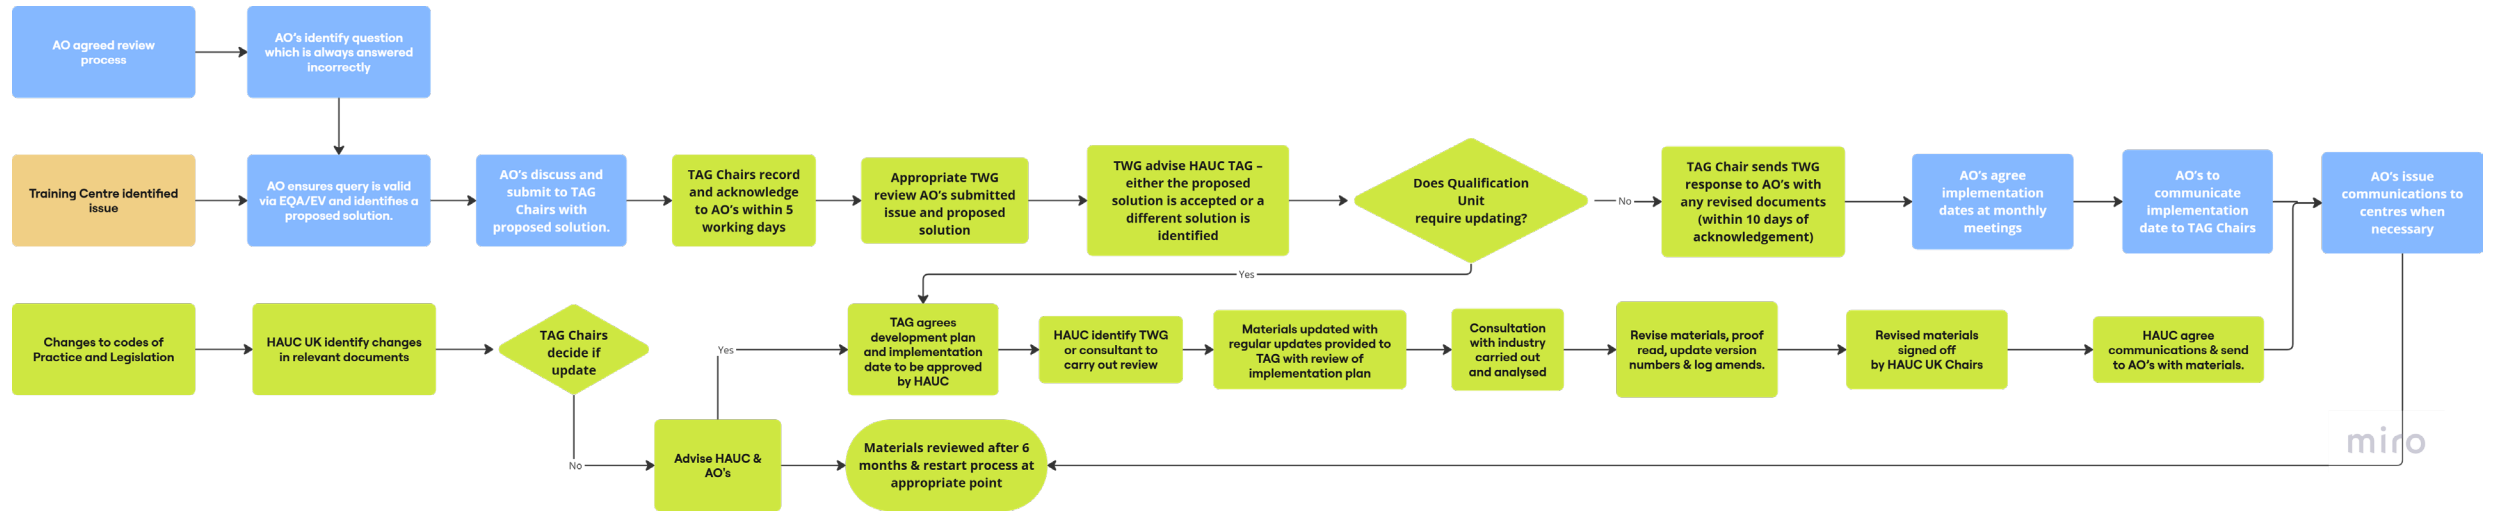 AO agreed review
process
AO's identify question
which is always answered
incorrectly
Training Centre identified
issue
AO ensures query is valid
via EQA/EV and identifies a
proposed solution.
AO's discuss and
submit to TAG
Chairs with
proposed solution.
TAG Chairs record
and acknowledge
to AO's within 5
working days
Appropriate TWG
review AO's submitted
issue and proposed
solution
TWG advise HAUC TAG –
either the proposed
solution is accepted or a
different solution is
identified
Does Qualification
Unit
require updating?
No
TAG Chair sends TWG
response to AO's with
any revised documents
(within 10 days of
acknowledgement)
AO's agree
implementation
dates at monthly
meetings
AO's to
communicate
implementation
date to TAG Chairs
AO's issue
communications to
centres when
necessary
Yes
Changes to codes of
Practice and Legislation
HAUC UK identify changes
in relevant documents
TAG Chairs
decide if
update
Yes
TAG agrees
development plan
and implementation
date to be approved
by HAUC
HAUC identify TWG
or consultant to
carry out review
Materials updated with
regular updates provided to
TAG with review of
implementation plan
Consultation
with industry
carried out
and analysed
Revise materials, proof
read, update version
numbers & log amends.
Revised materials
signed off
by HAUC UK Chairs
HAUC agree
communications & send
to AO's with materials.
No
Advise HAUC &
AO's
Materials reviewed after 6
months & restart process at
appropriate point
miro